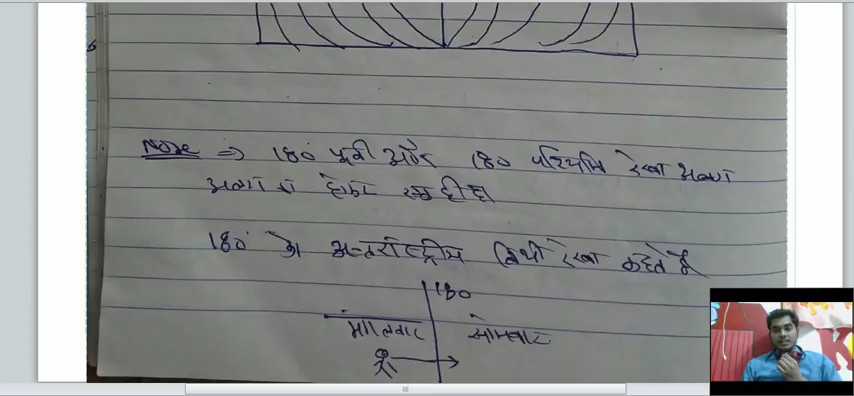 Note ⇒ 180 पूर्वी और 180 पश्चिमि रेखा अलग
अलग न होकर एक ही है
180 को अन्तर्राष्ट्रीय तिथी रेखा कहते हैं
180
मंगलवार सोमवार